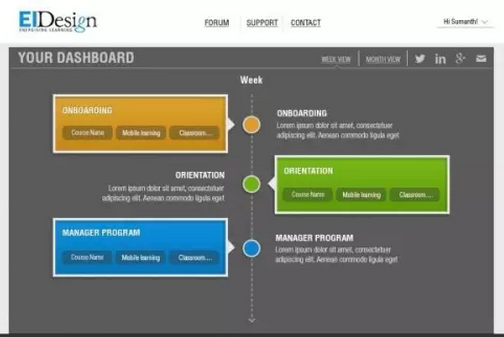 EIDesign
EMPOWERING LEARNING
FORUM
SUPPORT
CONTACT
Hi Sumanth!
YOUR DASHBOARD
WEEK VIEW
MONTH VIEW
Week
ONBOARDING
Course Name
Mobile learning
Classroom....
ONBOARDING
Lorem ipsum dolor sit amet, consectetuer
adipiscing elit. Aenean commodo ligula eget
ORIENTATION
Lorem ipsum dolor sit amet, consectetuer
adipiscing elit. Aenean commodo ligula eget
ORIENTATION
Course Name
Mobile learning
Classroom....
MANAGER PROGRAM
Course Name
Mobile learning
Classroom....
MANAGER PROGRAM
Lorem ipsum dolor sit amet, consectetuer
adipiscing elit. Aenean commodo ligula eget